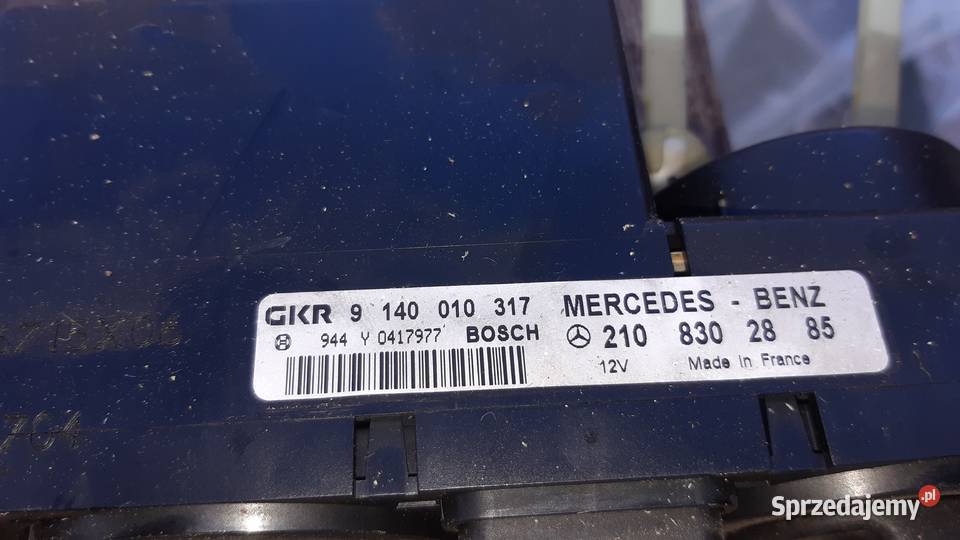 GKR 9 140 010 317 MERCEDES - BENZ
944 Y 0417977 BOSCH 210 830 28 85
12V Made in France
704
Sprzedajemy.pl